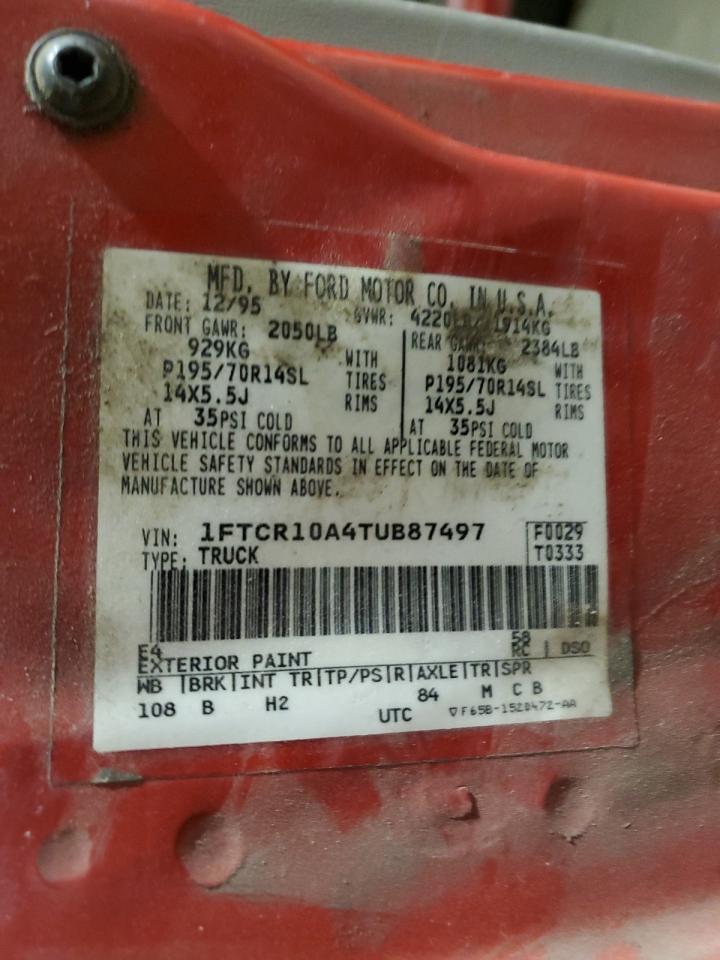 MFD. BY FORD MOTOR CO. IN U.S.A.
DATE: 12/95 GVWR: 4220LB/ 1914KG
FRONT GAWR: 2050LB REAR GAWR: 2384LB
929KG WITH 1081KG WITH
P195/70R14SL TIRES P195/70R14SL TIRES
14X5.5J RIMS 14X5.5J RIMS
AT 35PSI COLD AT 35PSI COLD
THIS VEHICLE CONFORMS TO ALL APPLICABLE FEDERAL MOTOR
VEHICLE SAFETY STANDARDS IN EFFECT ON THE DATE OF
MANUFACTURE SHOWN ABOVE.
VIN: 1FTCR10A4TUB87497 F0029
TYPE: TRUCK T0333
E4 58
EXTERIOR PAINT RC | DSO
WB |BRK|INT TR|TP/PS|R|AXLE|TR|SPR
108 B H2 84 M C B
UTC ▽F65B-1520472-AA